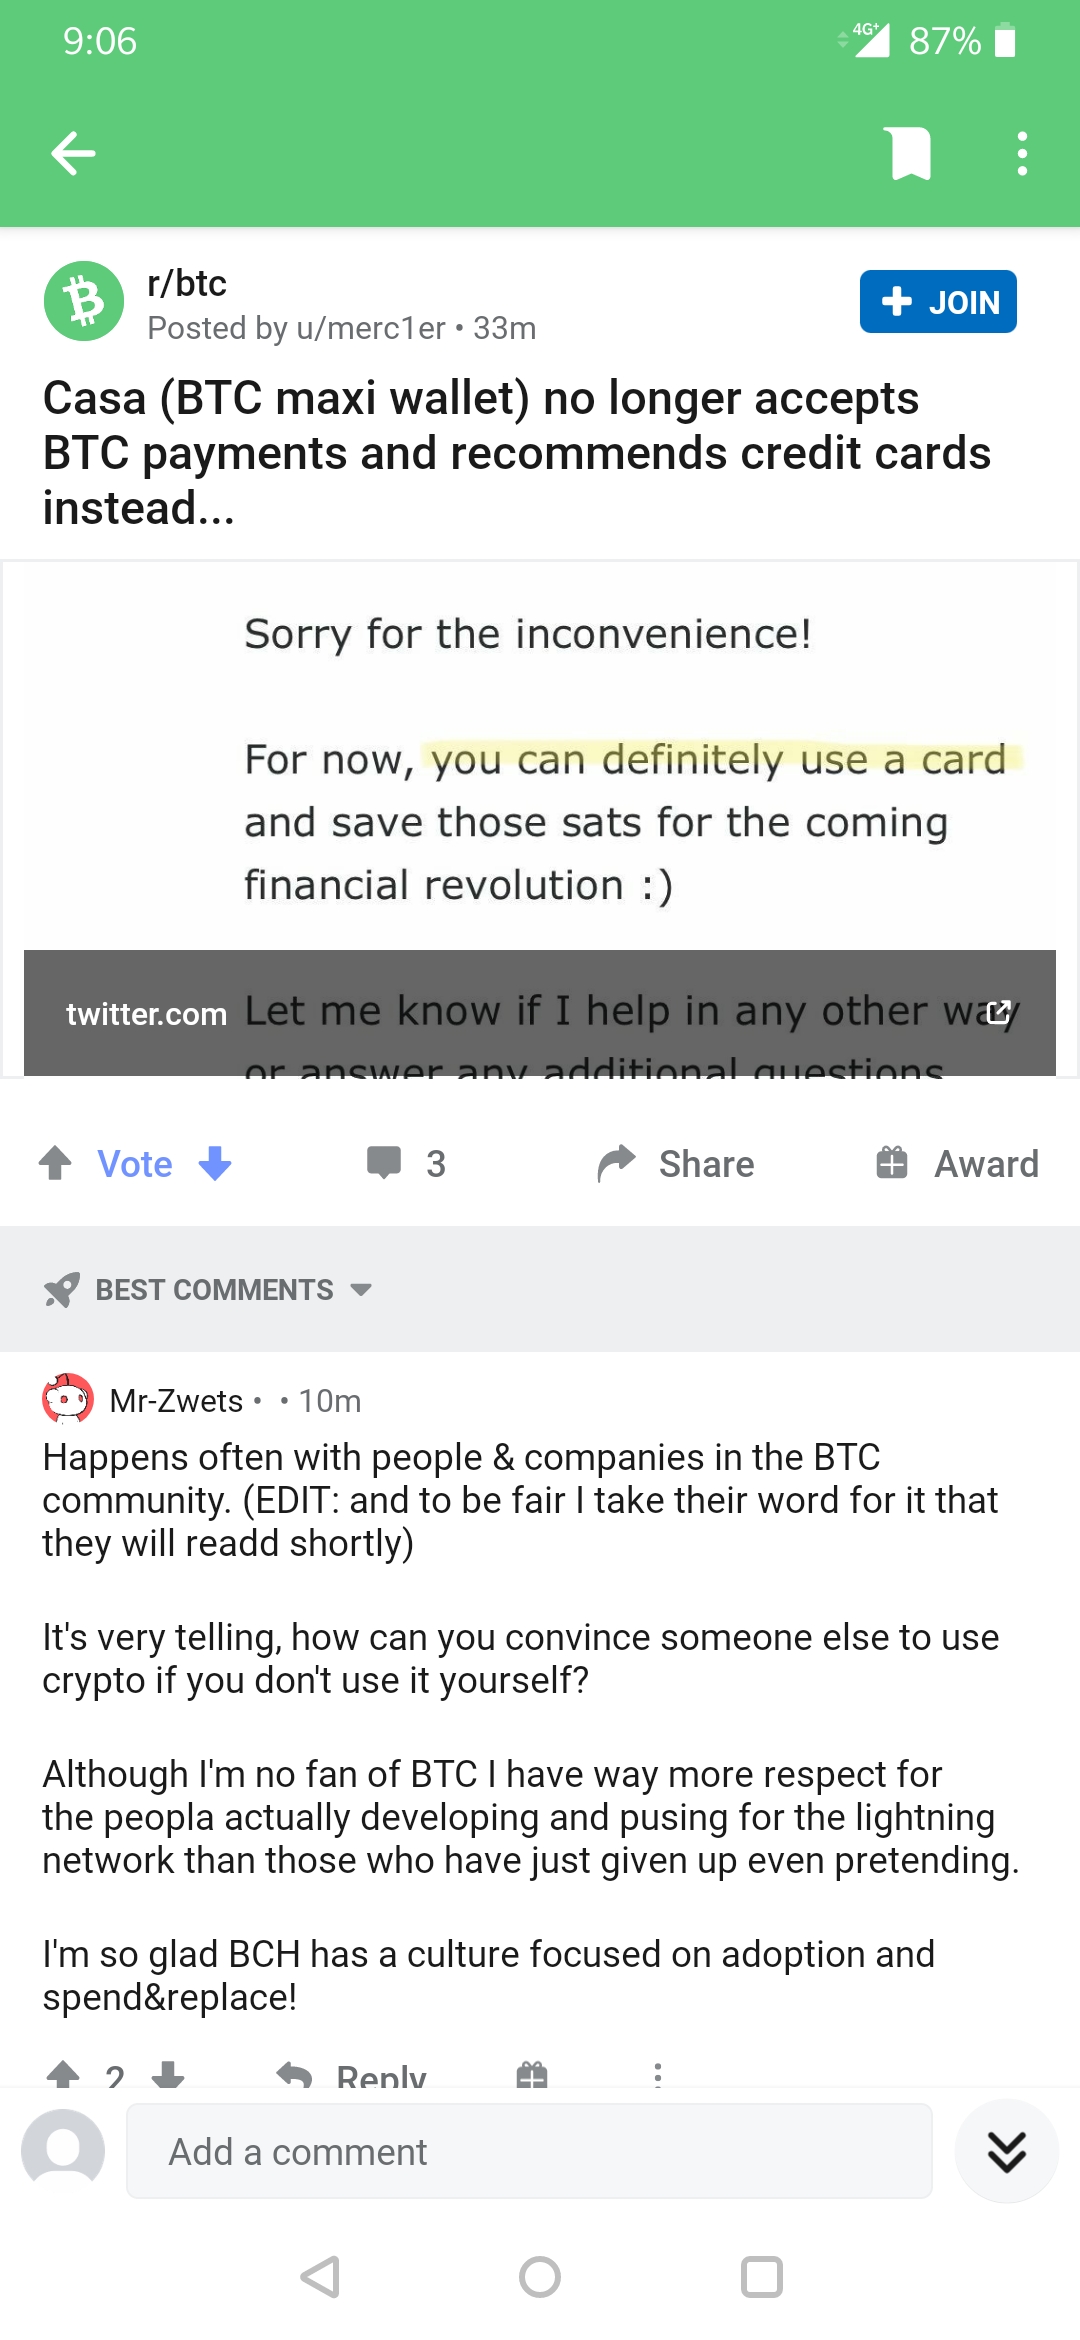 9:06
4G+ 87%
r/btc
Posted by u/merc1er • 33m
+ JOIN
Casa (BTC maxi wallet) no longer accepts
BTC payments and recommends credit cards
instead...
Sorry for the inconvenience!
For now, you can definitely use a card
and save those sats for the coming
financial revolution :)
twitter.com
Let me know if I help in any other way
or answer any additional questions
Vote 3 Share Award
BEST COMMENTS
Mr-Zwets • • 10m
Happens often with people & companies in the BTC
community. (EDIT: and to be fair I take their word for it that
they will readd shortly)
It's very telling, how can you convince someone else to use
crypto if you don't use it yourself?
Although I'm no fan of BTC I have way more respect for
the peopla actually developing and pusing for the lightning
network than those who have just given up even pretending.
I'm so glad BCH has a culture focused on adoption and
spend&replace!
2 Reply
Add a comment